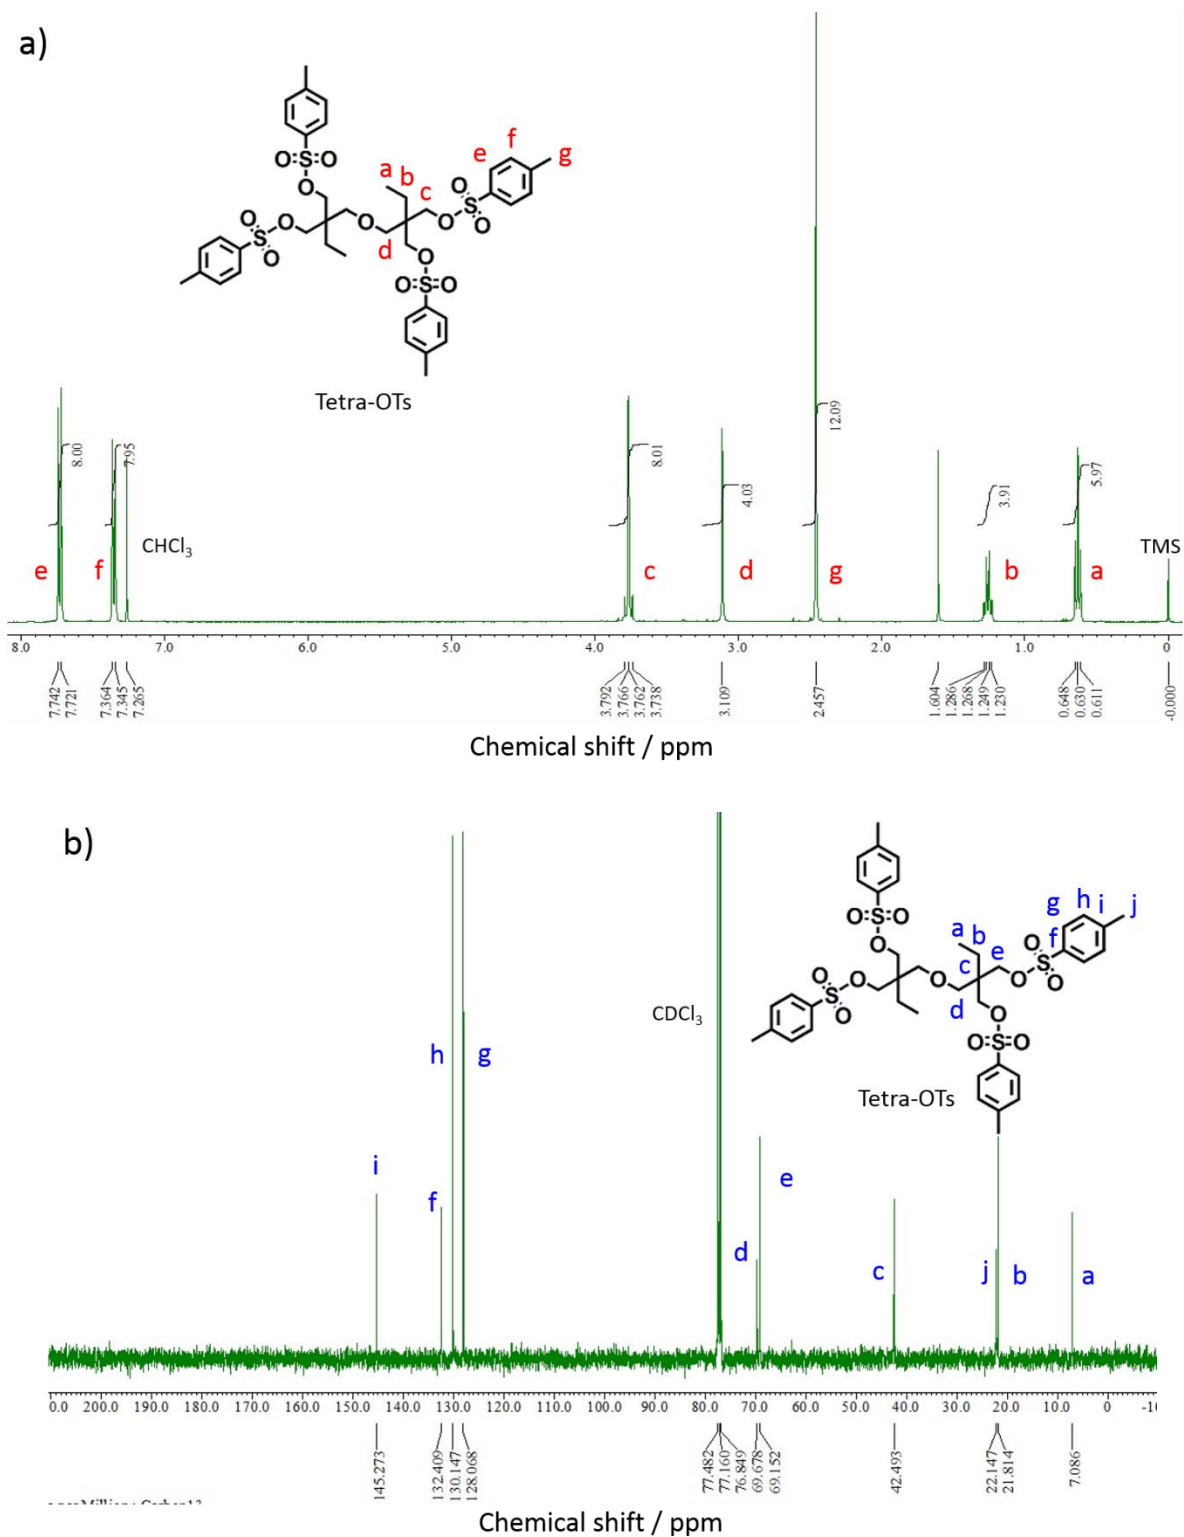 a)
e
f
g
a
b
c
d
O
S
O
O
O
S
O
O
O
O
S
O
O
O
O
S
O
Tetra-OTs
8.00
7.95
8.01
4.03
12.09
3.91
5.97
CHCl3
TMS
e
f
c
d
g
b
a
8.0 7.0 6.0 5.0 4.0 3.0 2.0 1.0 0
7.742
7.721
7.364
7.345
7.265
3.792
3.766
3.762
3.738
3.109
2.457
1.604
1.286
1.268
1.249
1.230
0.648
0.630
0.611
-0.000
Chemical shift / ppm
b)
g
h
i
j
a
b
f
c
e
d
O
S
O
O
O
S
O
O
O
O
S
O
O
O
O
S
O
Tetra-OTs
CDCl3
h
g
i
f
d
e
c
j
b
a
0.0 200.0 190.0 180.0 170.0 160.0 150.0 140.0 130.0 120.0 110.0 100.0 90.0 80.0 70.0 60.0 50.0 40.0 30.0 20.0 10.0 0 -10
145.273
132.409
130.147
128.068
77.482
77.160
76.849
69.678
69.152
42.493
22.147
21.814
7.086
Chemical shift / ppm